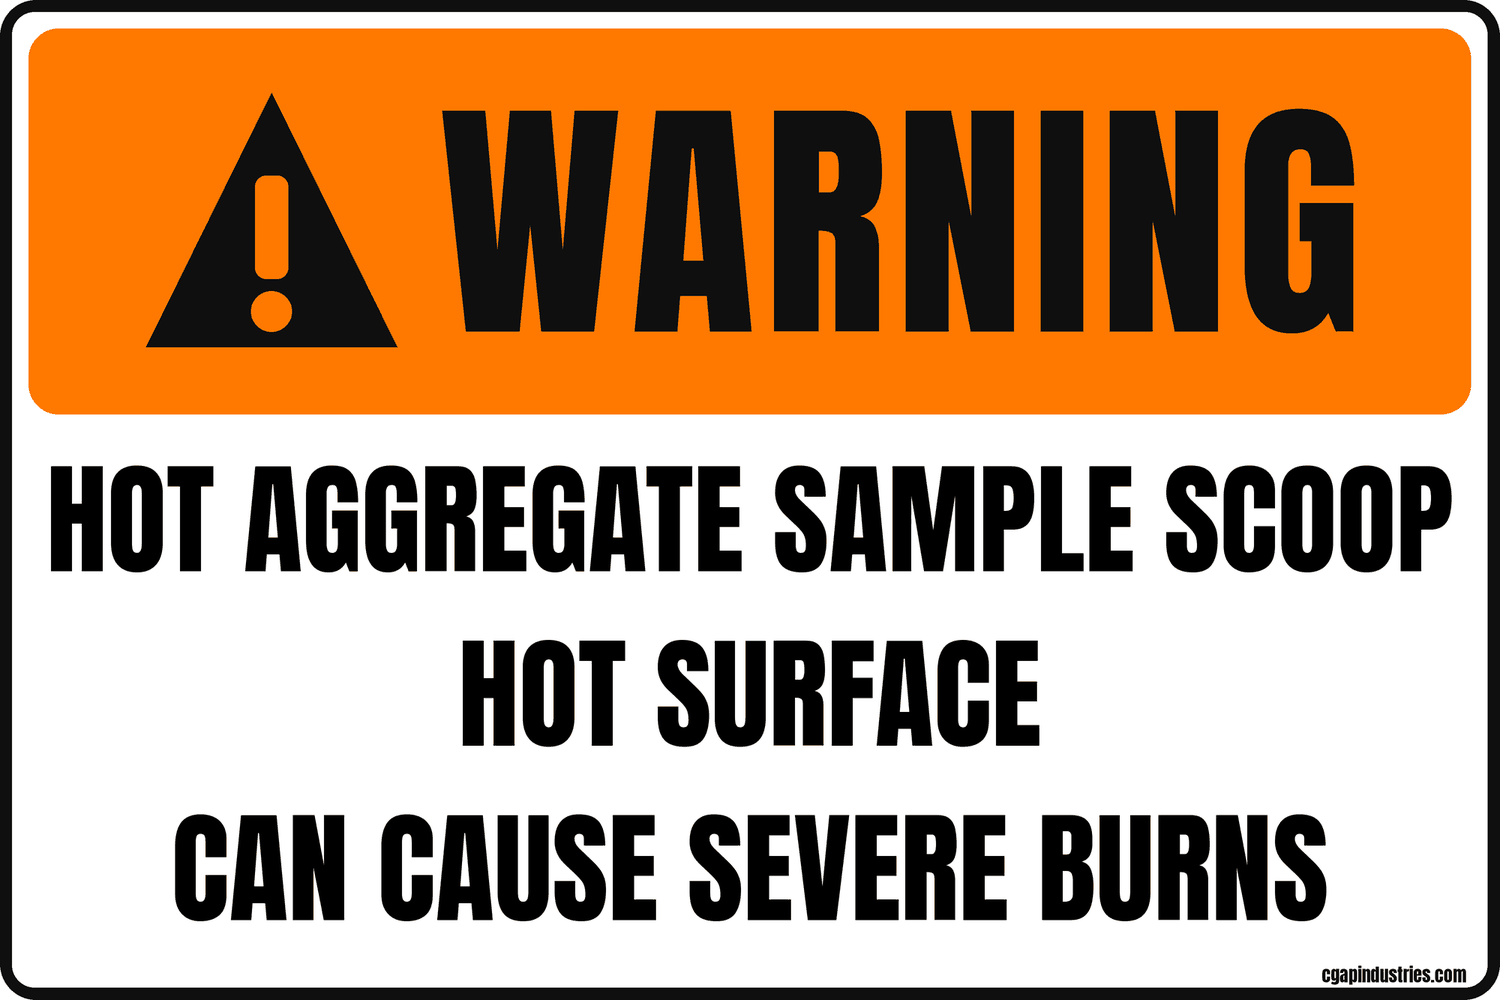 WARNING
HOT AGGREGATE SAMPLE SCOOP
HOT SURFACE
CAN CAUSE SEVERE BURNS
cgapindustries.com